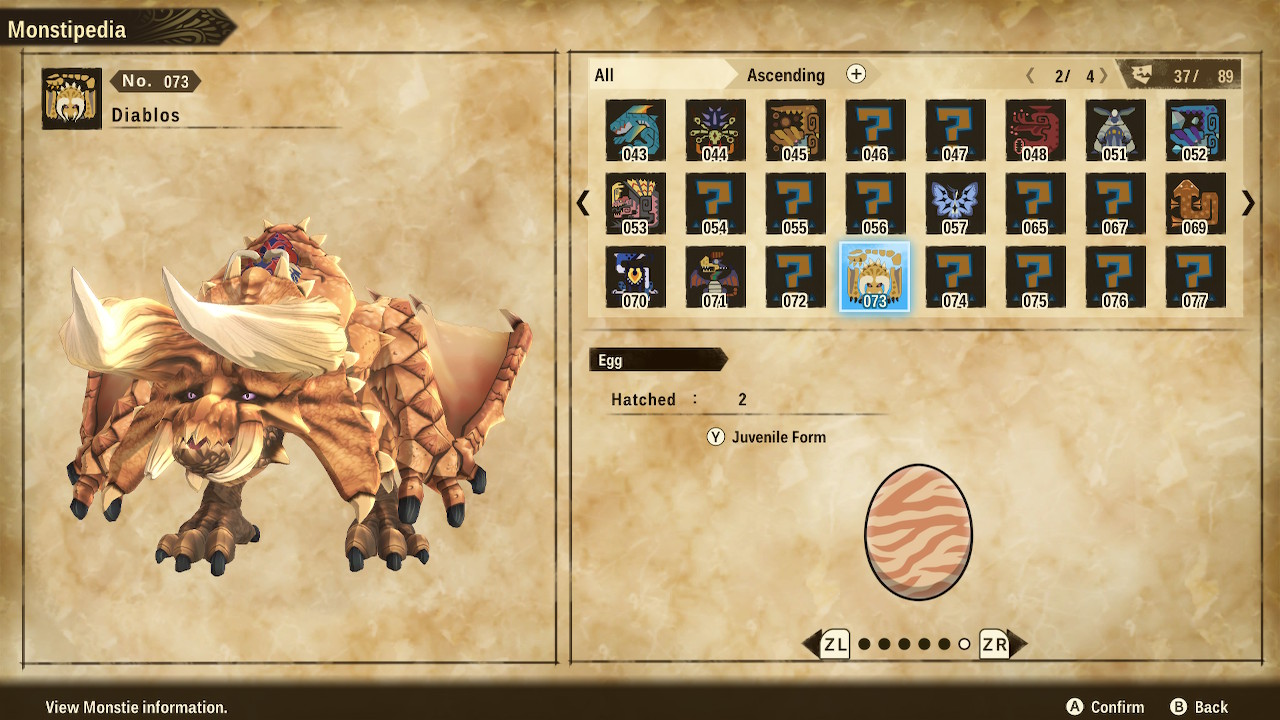 Monstipedia
No. 073
Diablos
All
Ascending
2/ 4
37/ 89
043 044 045 046 047 048 051 052
053 054 055 056 057 065 067 069
070 071 072 073 074 075 076 077
Egg
Hatched : 2
Y Juvenile Form
ZL ZR
View Monstie information.
A Confirm B Back